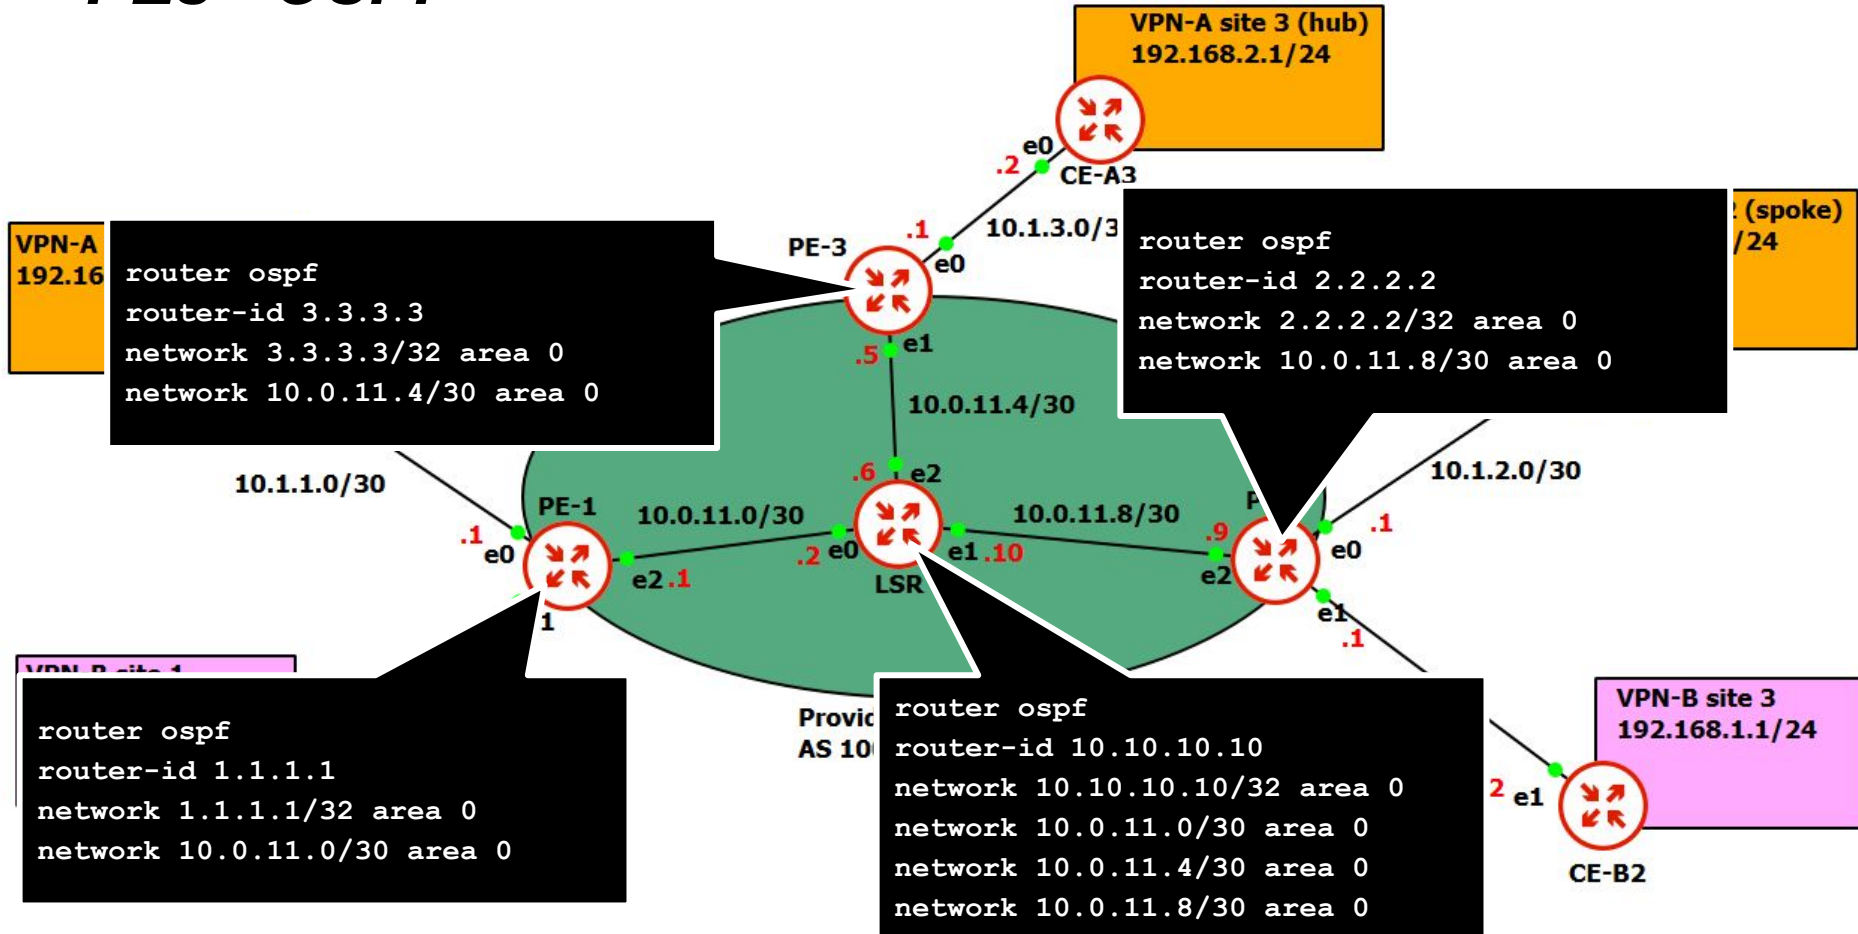 OSPF
VPN-A site 3 (hub)
192.168.2.1/24
e0
.2
CE-A3
10.1.3.0/3
.1
PE-3
e0
VPN-A
192.16
router ospf
router-id 3.3.3.3
network 3.3.3.3/32 area 0
network 10.0.11.4/30 area 0
router ospf
router-id 2.2.2.2
network 2.2.2.2/32 area 0
network 10.0.11.8/30 area 0
(spoke)
/24
e1
.5
10.0.11.4/30
.6
e2
10.1.1.0/30
PE-1
10.0.11.0/30
10.0.11.8/30
P
10.1.2.0/30
.1
e0
e2 .1
.2 e0
e1 .10
LSR
.9
e2
.1
e0
e1
.1
1
VPN-B site 1
router ospf
router-id 1.1.1.1
network 1.1.1.1/32 area 0
network 10.0.11.0/30 area 0
Provid
AS 10
router ospf
router-id 10.10.10.10
network 10.10.10.10/32 area 0
network 10.0.11.0/30 area 0
network 10.0.11.4/30 area 0
network 10.0.11.8/30 area 0
VPN-B site 3
192.168.1.1/24
2 e1
CE-B2